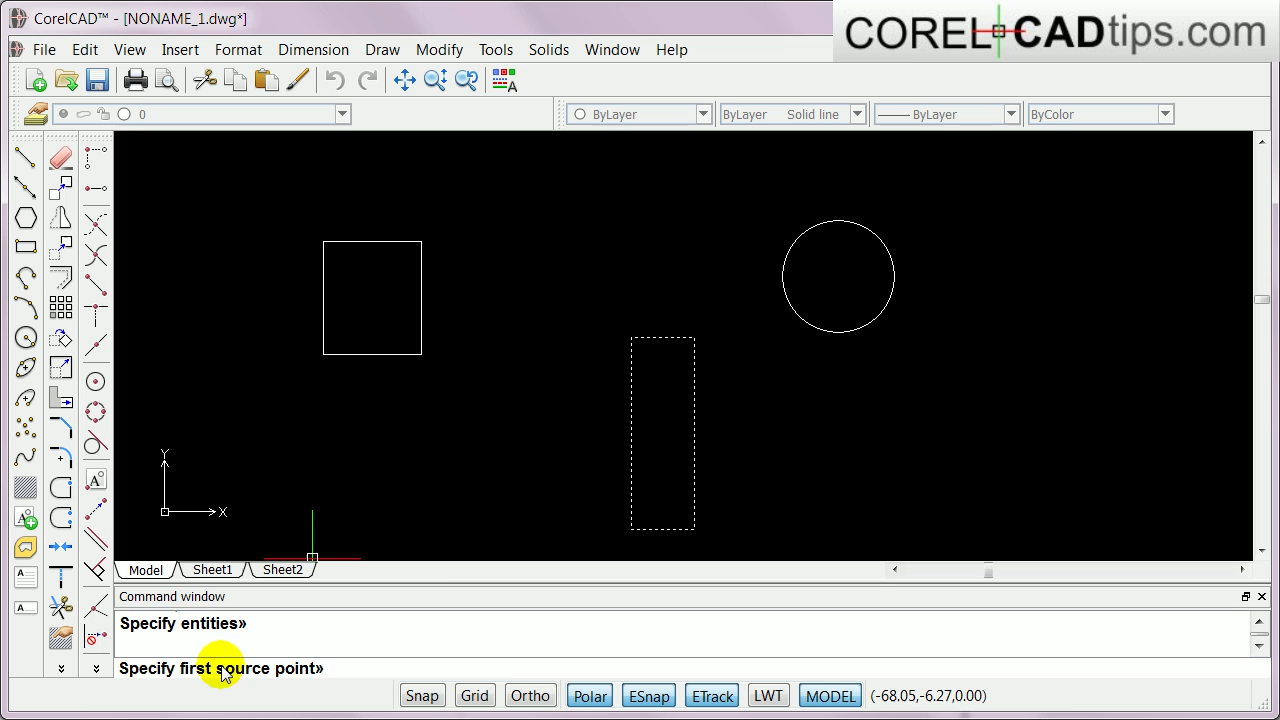 CorelCAD™ - [NONAME_1.dwg*]
COREL CADtips.com
File Edit View Insert Format Dimension Draw Modify Tools Solids Window Help
A
0 ByLayer ByLayer Solid line ByLayer ByColor
Y
X
A
A
A
A
Model Sheet1 Sheet2
Command window
Specify entities»
Specify first source point»
Snap Grid Ortho Polar ESnap ETrack LWT MODEL (-68.05,-6.27,0.00)